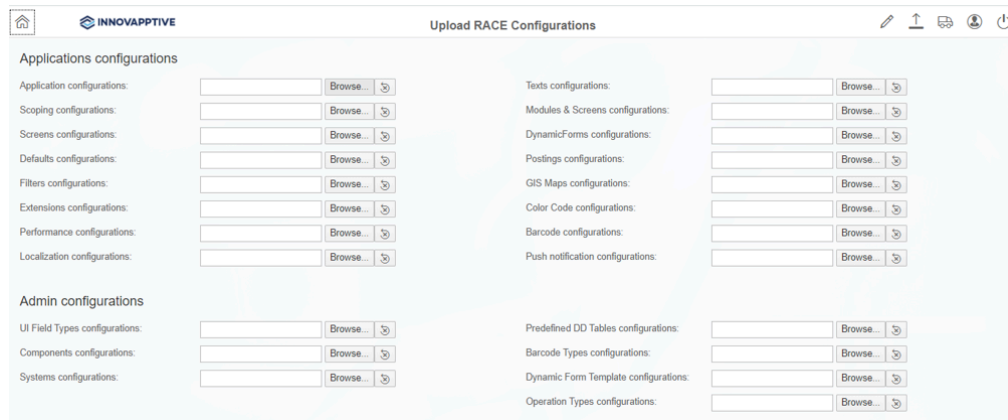 INNOVAPPTIVE
Upload RACE Configurations
Applications configurations
Application configurations: Browse... Texts configurations: Browse...
Scoping configurations: Browse... Modules & Screens configurations: Browse...
Screens configurations: Browse... DynamicForms configurations: Browse...
Defaults configurations: Browse... Postings configurations: Browse...
Filters configurations: Browse... GIS Maps configurations: Browse...
Extensions configurations: Browse... Color Code configurations: Browse...
Performance configurations: Browse... Barcode configurations: Browse...
Localization configurations: Browse... Push notification configurations: Browse...
Admin configurations
UI Field Types configurations: Browse... Predefined DD Tables configurations: Browse...
Components configurations: Browse... Barcode Types configurations: Browse...
Systems configurations: Browse... Dynamic Form Template configurations: Browse...
Operation Types configurations: Browse...